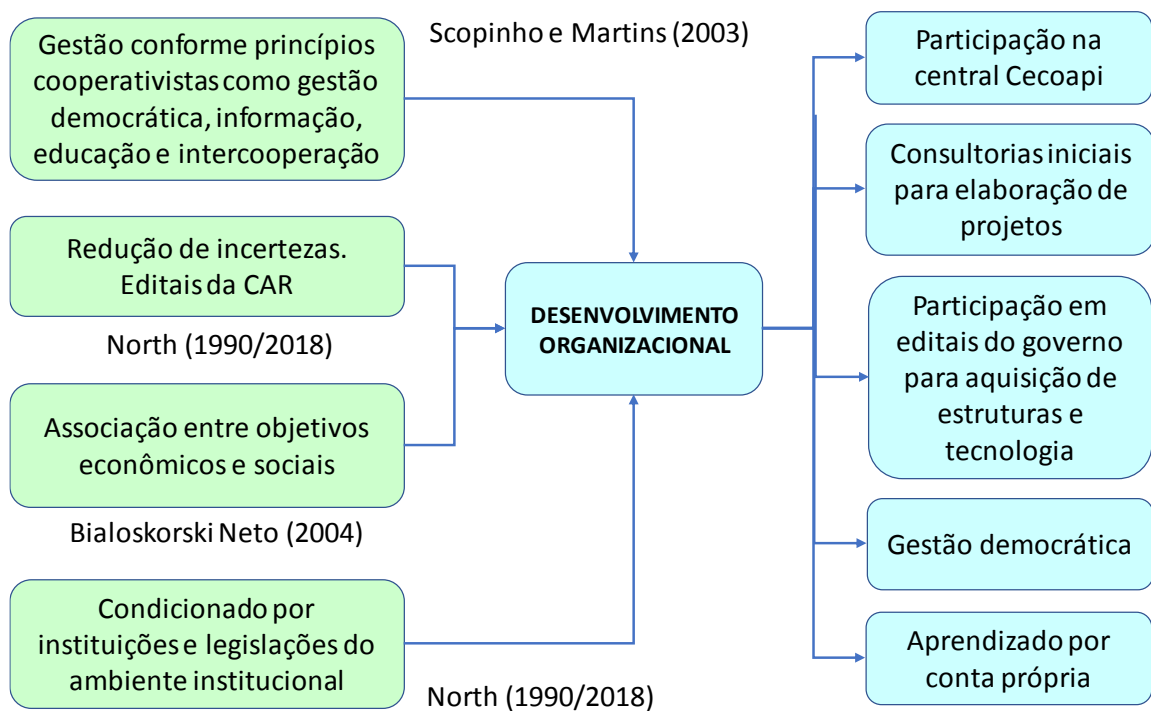 Gestão conforme princípios
cooperativistas como gestão
democrática, informação,
educação e intercooperação
Scopinho e Martins (2003)
Redução de incertezas.
Editais da CAR
North (1990/2018)
Associação entre objetivos
econômicos e sociais
Bialoskorski Neto (2004)
Condicionado por
instituições e legislações do
ambiente institucional
North (1990/2018)
DESENVOLVIMENTO
ORGANIZACIONAL
Participação na
central Cecoapi
Consultorias iniciais
para elaboração de
projetos
Participação em
editais do governo
para aquisição de
estruturas e
tecnologia
Gestão democrática
Aprendizado por
conta própria